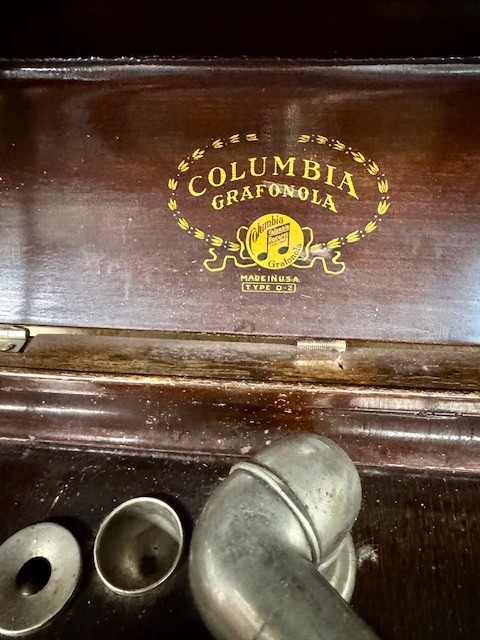 COLUMBIA
GRAFONOLA
Columbia
Grafonola
MADE IN U.S.A.
TYPE D-2